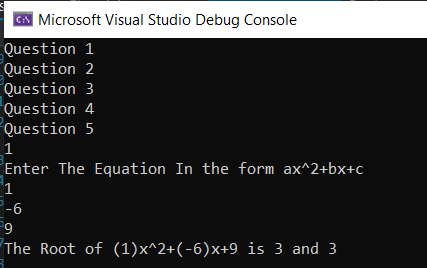 Microsoft Visual Studio Debug Console
Question 1
Question 2
Question 3
Question 4
Question 5
1
Enter The Equation In the form ax^2+bx+c
1
-6
9
The Root of (1)x^2+(-6)x+9 is 3 and 3